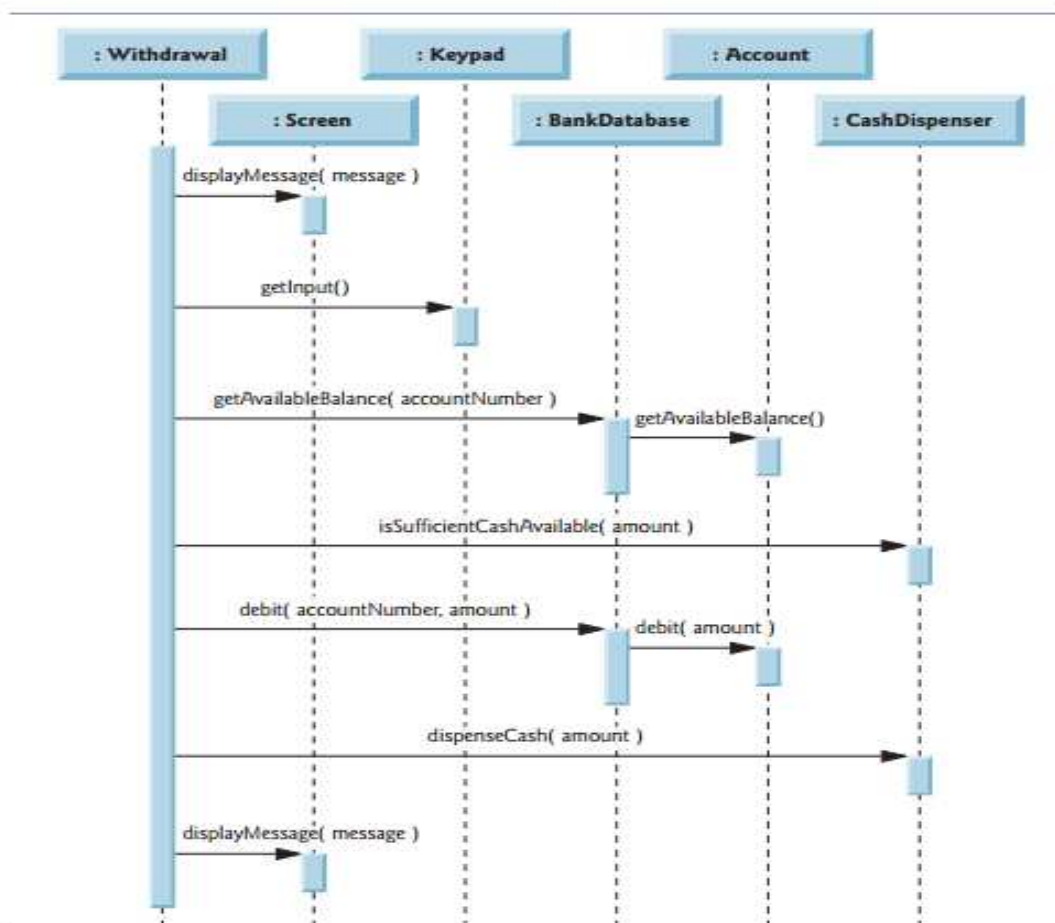 : Withdrawal
: Keypad
: Account
: Screen
: BankDatabase
: CashDispenser
displayMessage( message )
getInput()
getAvailableBalance( accountNumber )
getAvailableBalance()
isSufficientCashAvailable( amount )
debit( accountNumber, amount )
debit( amount )
dispenseCash( amount )
displayMessage( message )